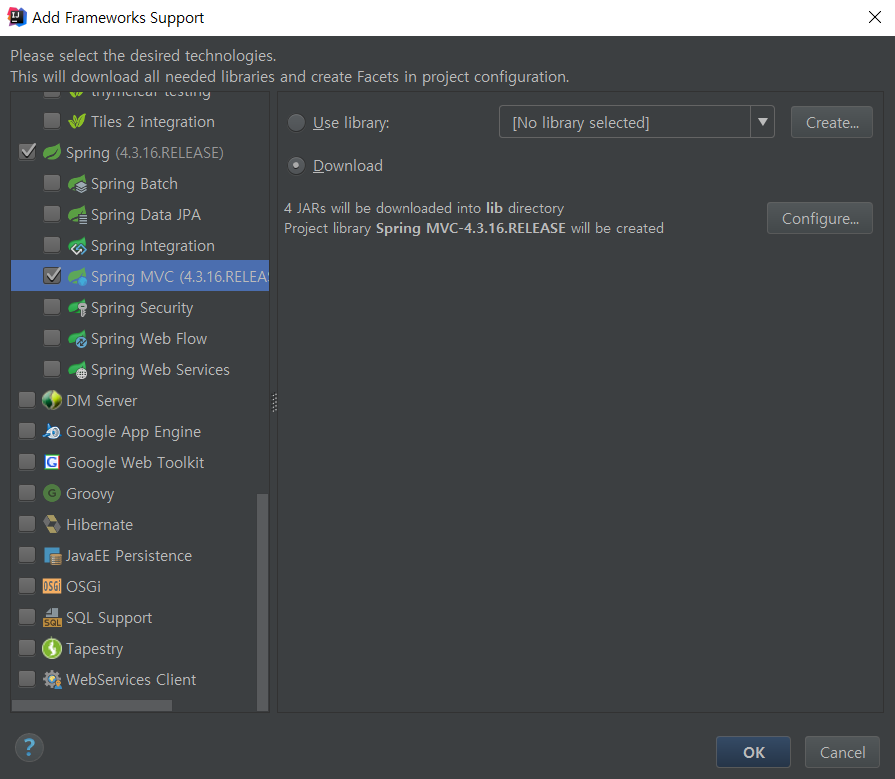 Add Frameworks Support
Please select the desired technologies.
This will download all needed libraries and create Facets in project configuration.
Tiles 2 integration
Spring (4.3.16.RELEASE)
Spring Batch
Spring Data JPA
Spring Integration
Spring MVC (4.3.16.RELEA
Spring Security
Spring Web Flow
Spring Web Services
DM Server
Google App Engine
Google Web Toolkit
G Groovy
Hibernate
JavaEE Persistence
OSGi OSGi
SQL SQL Support
Tapestry
WebServices Client
Use library:
[No library selected]
Create...
Download
4 JARs will be downloaded into lib directory
Project library Spring MVC-4.3.16.RELEASE will be created
Configure...
?
OK
Cancel